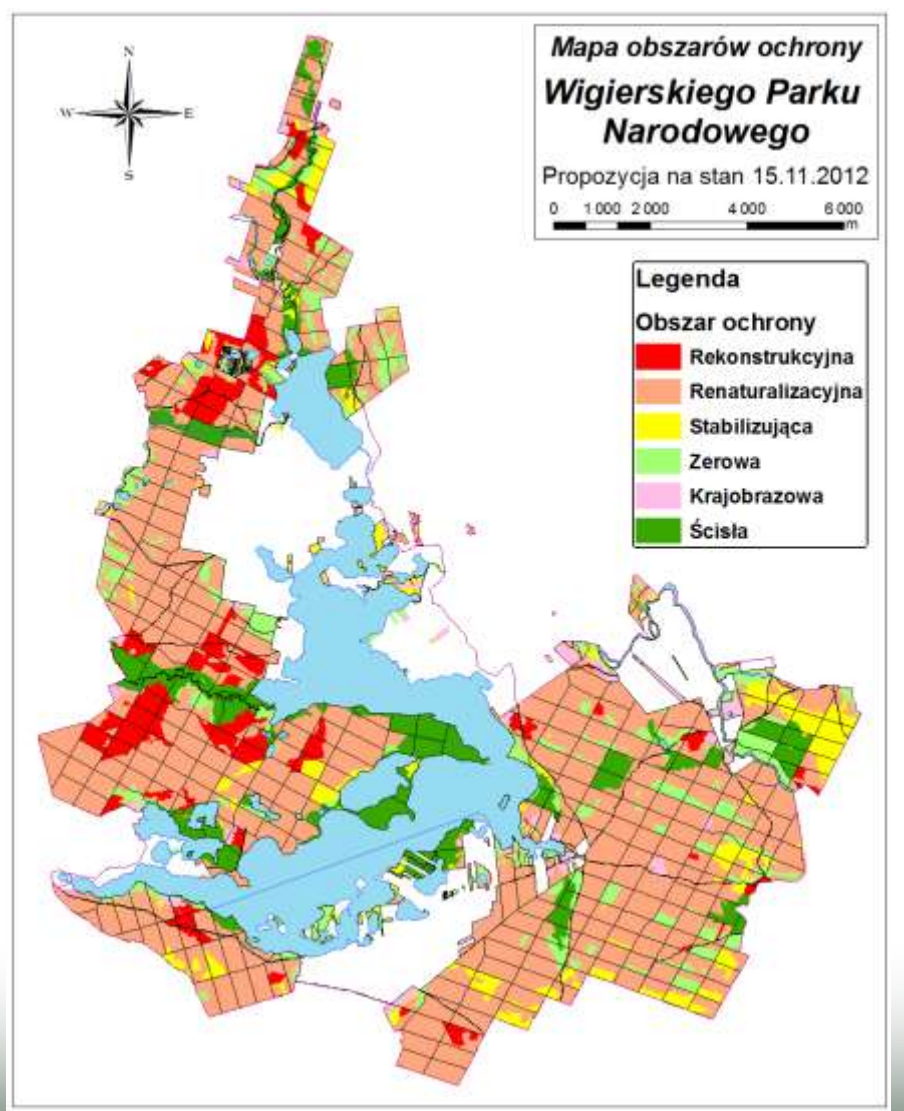 Mapa obszarów ochrony
Wigierskiego Parku
Narodowego
Propozycja na stan 15.11.2012
0 1 000 2 000 4 000 6 000
m
N
W E
S
Legenda
Obszar ochrony
Rekonstrukcyjna
Renaturalizacyjna
Stabilizująca
Zerowa
Krajobrazowa
Ścisła